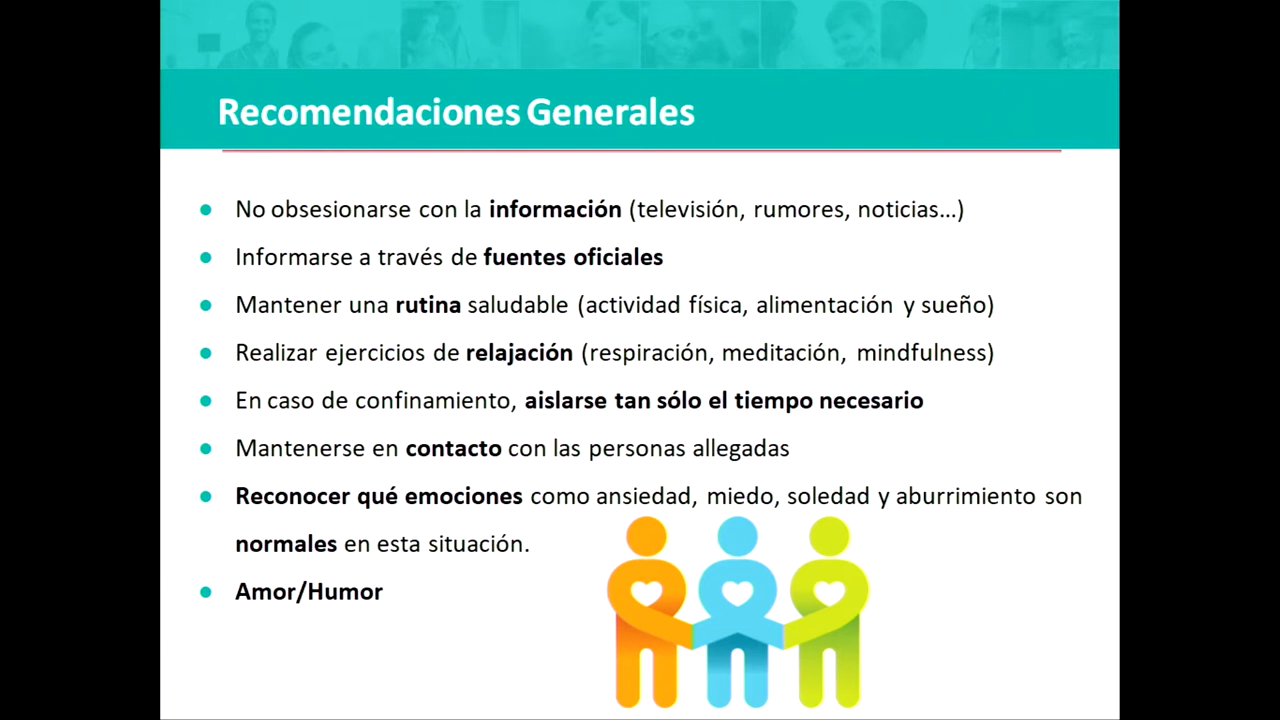 Recomendaciones Generales
No obsesionarse con la información (televisión, rumores, noticias...)
Informarse a través de fuentes oficiales
Mantener una rutina saludable (actividad física, alimentación y sueño)
Realizar ejercicios de relajación (respiración, meditación, mindfulness)
En caso de confinamiento, aislarse tan sólo el tiempo necesario
Mantenerse en contacto con las personas allegadas
Reconocer qué emociones como ansiedad, miedo, soledad y aburrimiento son
normales en esta situación.
Amor/Humor